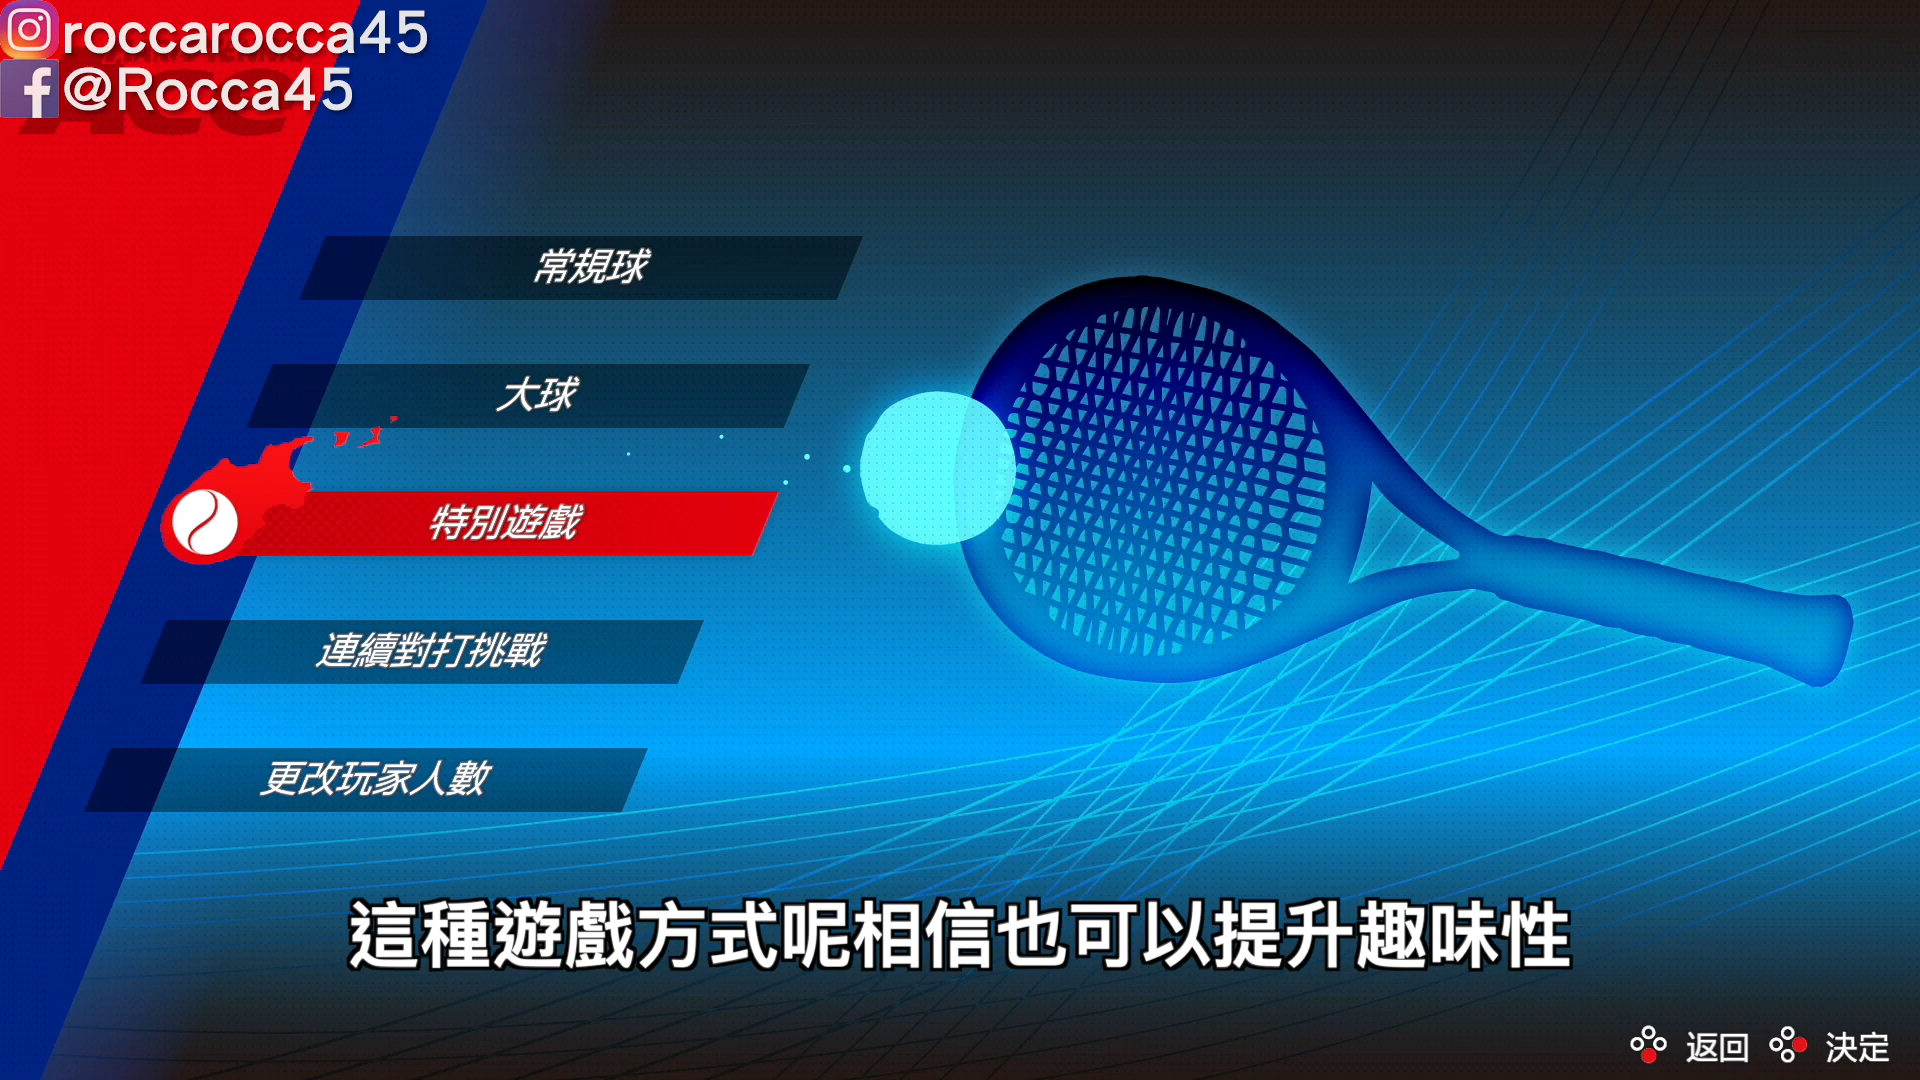 roccarocca45
@Rocca45
常規球
大球
特別遊戲
連續對打挑戰
更改玩家人數
這種遊戲方式呢相信也可以提升趣味性
返回 決定